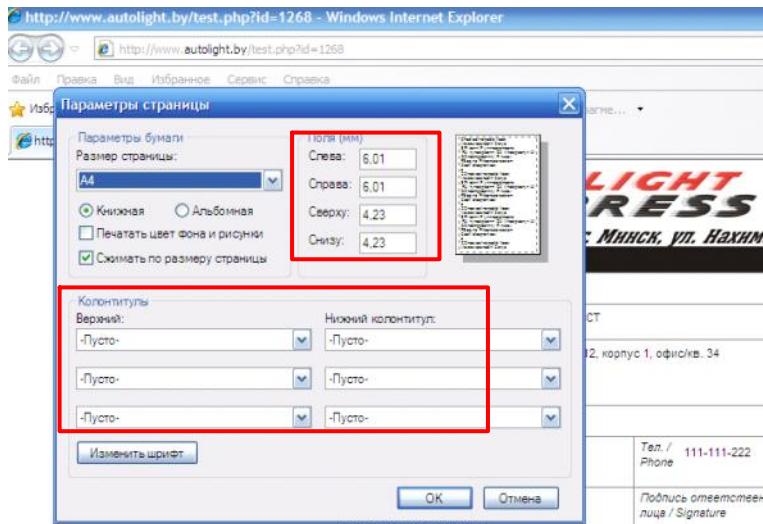 http://www.autolight.by/test.php?id=1268 - Windows Internet Explorer
http://www.autolight.by/test.php?id=1268
Файл Правка Вид Избранное Сервис Справка
Параметры страницы
Параметры бумаги
Размер страницы:
A4
Книжная Альбомная
Печатать цвет фона и рисунки
Сжимать по размеру страницы
Поля (мм)
Слева: 6,01
Справа: 6,01
Сверху: 4,23
Снизу: 4,23
Колонтитулы
Верхний: Нижний колонтитул:
-Пусто- -Пусто-
-Пусто- -Пусто-
-Пусто- -Пусто-
Изменить шрифт
OK Отмена
LIGHT
RESS
Минск, ул. Нахим
СТ
12, корпус 1, офис/кв. 34
Тел. / 111-111-222
Phone
Подпись ответствен
лица / Signature